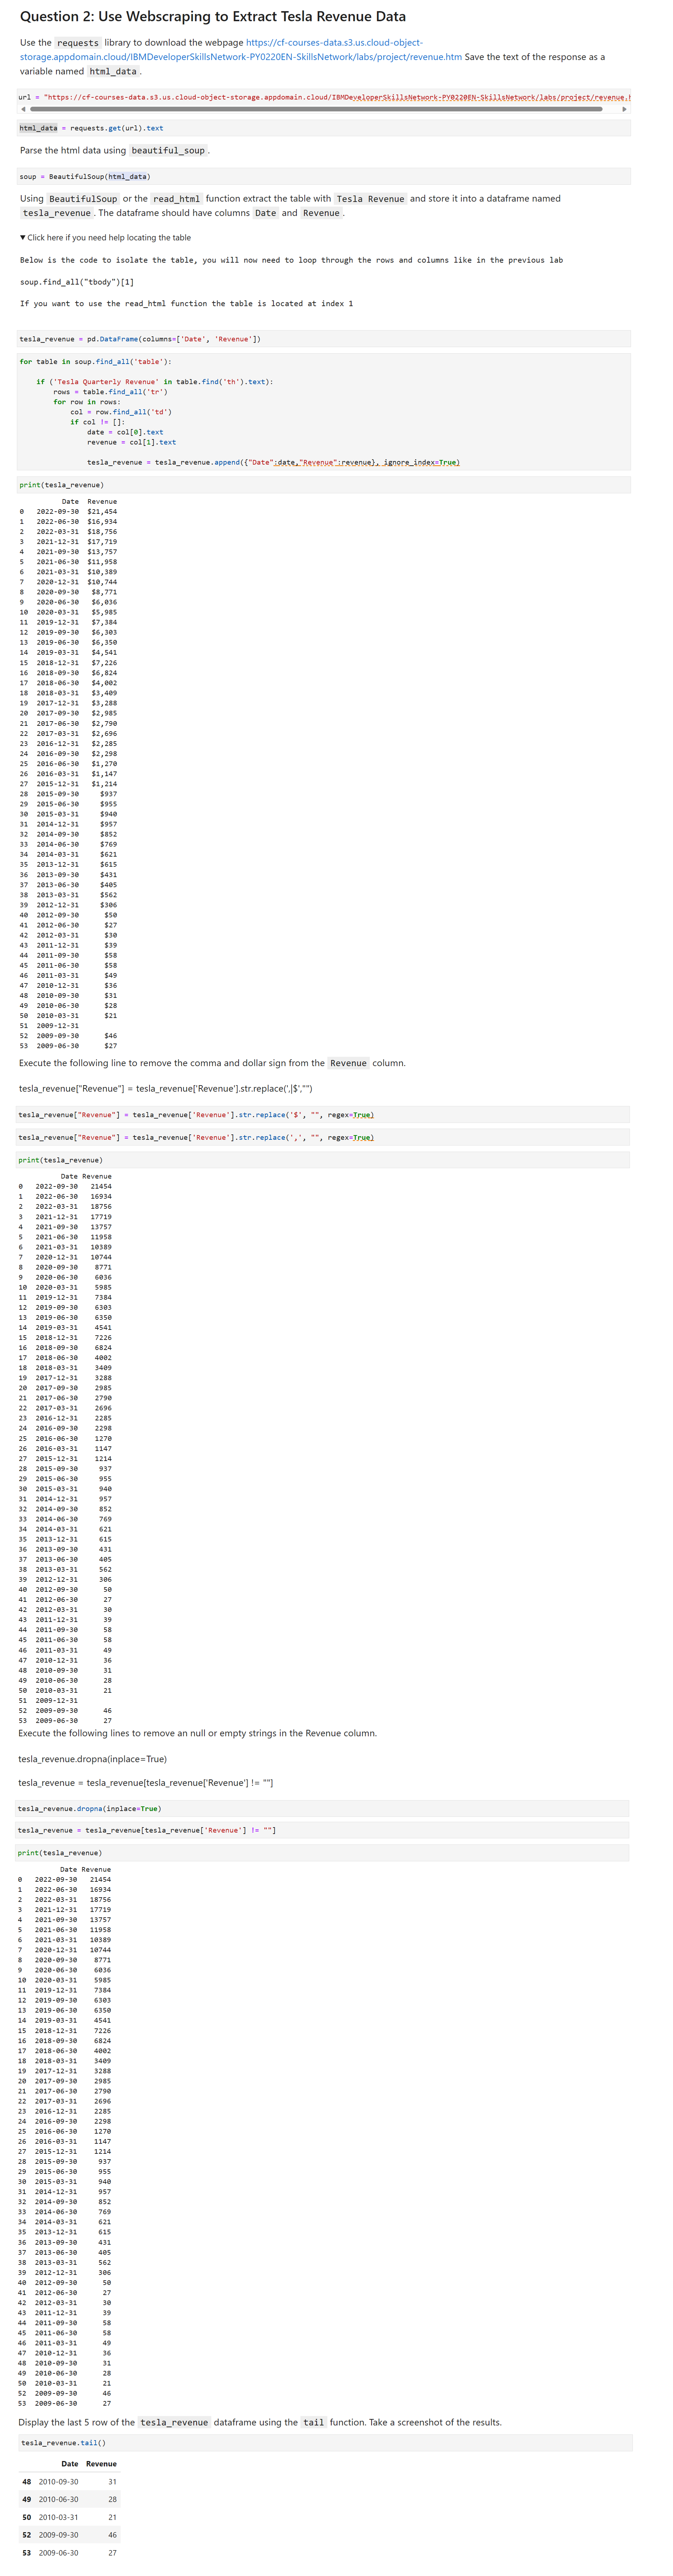 Question 2: Use Webscraping to Extract Tesla Revenue Data
Use the requests library to download the webpage https://cf-courses-data.s3.us.cloud-object-
storage.appdomain.cloud/IBMDeveloperSkillsNetwork-PY0220EN-SkillsNetwork/labs/project/revenue.htm Save the text of the response as a
variable named html_data.
url = "https://cf-courses-data.s3.us.cloud-object-storage.appdomain.cloud/IBMDeveloperSkillsNetwork-PY0220EN-SkillsNetwork/labs/project/revenue.h
html_data = requests.get(url).text
Parse the html data using beautiful_soup.
soup = BeautifulSoup(html_data)
Using BeautifulSoup or the read_html function extract the table with Tesla Revenue and store it into a dataframe named
tesla_revenue. The dataframe should have columns Date and Revenue.
▼ Click here if you need help locating the table
Below is the code to isolate the table, you will now need to loop through the rows and columns like in the previous lab
soup.find_all("tbody")[1]
If you want to use the read_html function the table is located at index 1
tesla_revenue = pd.DataFrame(columns=['Date', 'Revenue'])
for table in soup.find_all('table'):
if ('Tesla Quarterly Revenue' in table.find('th').text):
rows = table.find_all('tr')
for row in rows:
col = row.find_all('td')
if col != []:
date = col[0].text
revenue = col[1].text
tesla_revenue = tesla_revenue.append({"Date":date,"Revenue":revenue}, ignore_index=True)
print(tesla_revenue)
Date Revenue
0 2022-09-30 $21,454
1 2022-06-30 $16,934
2 2022-03-31 $18,756
3 2021-12-31 $17,719
4 2021-09-30 $13,757
5 2021-06-30 $11,958
6 2021-03-31 $10,389
7 2020-12-31 $10,744
8 2020-09-30 $8,771
9 2020-06-30 $6,036
10 2020-03-31 $5,985
11 2019-12-31 $7,384
12 2019-09-30 $6,303
13 2019-06-30 $6,350
14 2019-03-31 $4,541
15 2018-12-31 $7,226
16 2018-09-30 $6,824
17 2018-06-30 $4,002
18 2018-03-31 $3,409
19 2017-12-31 $3,288
20 2017-09-30 $2,985
21 2017-06-30 $2,790
22 2017-03-31 $2,696
23 2016-12-31 $2,285
24 2016-09-30 $2,298
25 2016-06-30 $1,270
26 2016-03-31 $1,147
27 2015-12-31 $1,214
28 2015-09-30 $937
29 2015-06-30 $955
30 2015-03-31 $940
31 2014-12-31 $957
32 2014-09-30 $852
33 2014-06-30 $769
34 2014-03-31 $621
35 2013-12-31 $615
36 2013-09-30 $431
37 2013-06-30 $405
38 2013-03-31 $562
39 2012-12-31 $306
40 2012-09-30 $50
41 2012-06-30 $27
42 2012-03-31 $30
43 2011-12-31 $39
44 2011-09-30 $58
45 2011-06-30 $58
46 2011-03-31 $49
47 2010-12-31 $36
48 2010-09-30 $31
49 2010-06-30 $28
50 2010-03-31 $21
51 2009-12-31
52 2009-09-30 $46
53 2009-06-30 $27
Execute the following line to remove the comma and dollar sign from the Revenue column.
tesla_revenue["Revenue"] = tesla_revenue['Revenue'].str.replace(',|$',"")
tesla_revenue["Revenue"] = tesla_revenue['Revenue'].str.replace('$', "", regex=True)
tesla_revenue["Revenue"] = tesla_revenue['Revenue'].str.replace(',', "", regex=True)
print(tesla_revenue)
Date Revenue
0 2022-09-30 21454
1 2022-06-30 16934
2 2022-03-31 18756
3 2021-12-31 17719
4 2021-09-30 13757
5 2021-06-30 11958
6 2021-03-31 10389
7 2020-12-31 10744
8 2020-09-30 8771
9 2020-06-30 6036
10 2020-03-31 5985
11 2019-12-31 7384
12 2019-09-30 6303
13 2019-06-30 6350
14 2019-03-31 4541
15 2018-12-31 7226
16 2018-09-30 6824
17 2018-06-30 4002
18 2018-03-31 3409
19 2017-12-31 3288
20 2017-09-30 2985
21 2017-06-30 2790
22 2017-03-31 2696
23 2016-12-31 2285
24 2016-09-30 2298
25 2016-06-30 1270
26 2016-03-31 1147
27 2015-12-31 1214
28 2015-09-30 937
29 2015-06-30 955
30 2015-03-31 940
31 2014-12-31 957
32 2014-09-30 852
33 2014-06-30 769
34 2014-03-31 621
35 2013-12-31 615
36 2013-09-30 431
37 2013-06-30 405
38 2013-03-31 562
39 2012-12-31 306
40 2012-09-30 50
41 2012-06-30 27
42 2012-03-31 30
43 2011-12-31 39
44 2011-09-30 58
45 2011-06-30 58
46 2011-03-31 49
47 2010-12-31 36
48 2010-09-30 31
49 2010-06-30 28
50 2010-03-31 21
51 2009-12-31
52 2009-09-30 46
53 2009-06-30 27
Execute the following lines to remove an null or empty strings in the Revenue column.
tesla_revenue.dropna(inplace=True)
tesla_revenue = tesla_revenue[tesla_revenue['Revenue'] != ""]
tesla_revenue.dropna(inplace=True)
tesla_revenue = tesla_revenue[tesla_revenue['Revenue'] != ""]
print(tesla_revenue)
Date Revenue
0 2022-09-30 21454
1 2022-06-30 16934
2 2022-03-31 18756
3 2021-12-31 17719
4 2021-09-30 13757
5 2021-06-30 11958
6 2021-03-31 10389
7 2020-12-31 10744
8 2020-09-30 8771
9 2020-06-30 6036
10 2020-03-31 5985
11 2019-12-31 7384
12 2019-09-30 6303
13 2019-06-30 6350
14 2019-03-31 4541
15 2018-12-31 7226
16 2018-09-30 6824
17 2018-06-30 4002
18 2018-03-31 3409
19 2017-12-31 3288
20 2017-09-30 2985
21 2017-06-30 2790
22 2017-03-31 2696
23 2016-12-31 2285
24 2016-09-30 2298
25 2016-06-30 1270
26 2016-03-31 1147
27 2015-12-31 1214
28 2015-09-30 937
29 2015-06-30 955
30 2015-03-31 940
31 2014-12-31 957
32 2014-09-30 852
33 2014-06-30 769
34 2014-03-31 621
35 2013-12-31 615
36 2013-09-30 431
37 2013-06-30 405
38 2013-03-31 562
39 2012-12-31 306
40 2012-09-30 50
41 2012-06-30 27
42 2012-03-31 30
43 2011-12-31 39
44 2011-09-30 58
45 2011-06-30 58
46 2011-03-31 49
47 2010-12-31 36
48 2010-09-30 31
49 2010-06-30 28
50 2010-03-31 21
52 2009-09-30 46
53 2009-06-30 27
Display the last 5 row of the tesla_revenue dataframe using the tail function. Take a screenshot of the results.
tesla_revenue.tail()
Date Revenue
48 2010-09-30 31
49 2010-06-30 28
50 2010-03-31 21
52 2009-09-30 46
53 2009-06-30 27